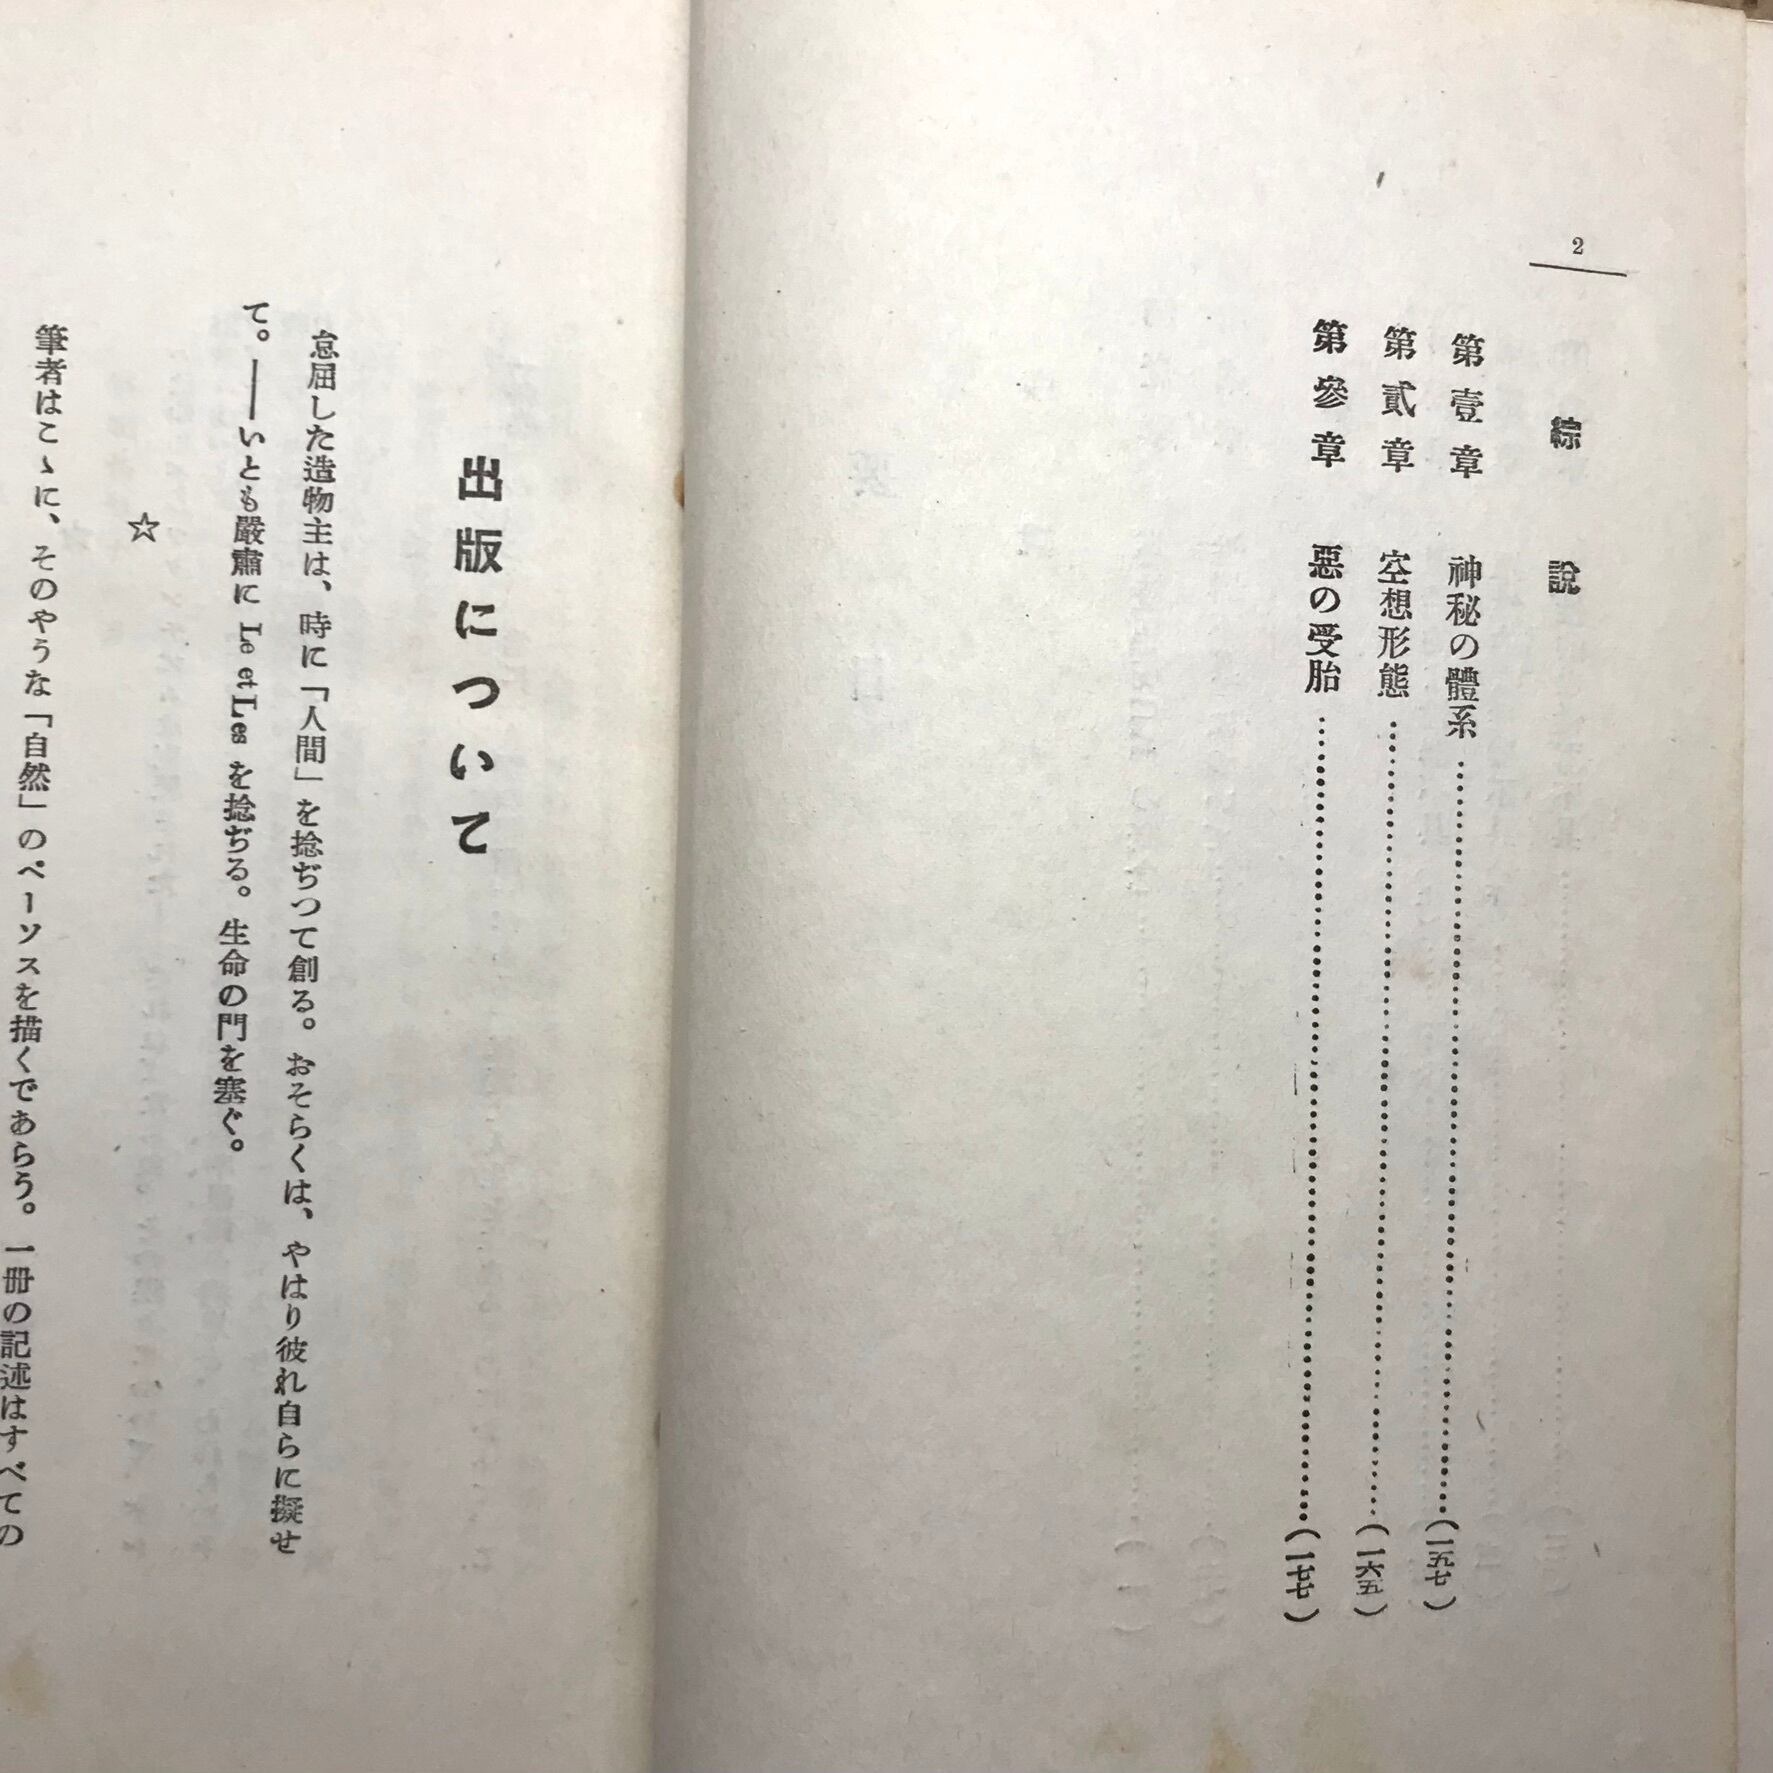 2
綜說
第壹章　神秘の體系…………(一五七)
第貳章　空想形態…………(一六五)
第參章　惡の受胎…………(一七七)
出版について
怠屈した造物主は、時に「人間」を捻ぢつて創る。おそらくは、やはり彼れ自らに擬せ
て。――いとも嚴肅に Le et Les を捻ぢる。生命の門を塞ぐ。
☆
筆者はこゝに、そのやうな「自然」のペーソスを描くであらう。一冊の記述はすべての